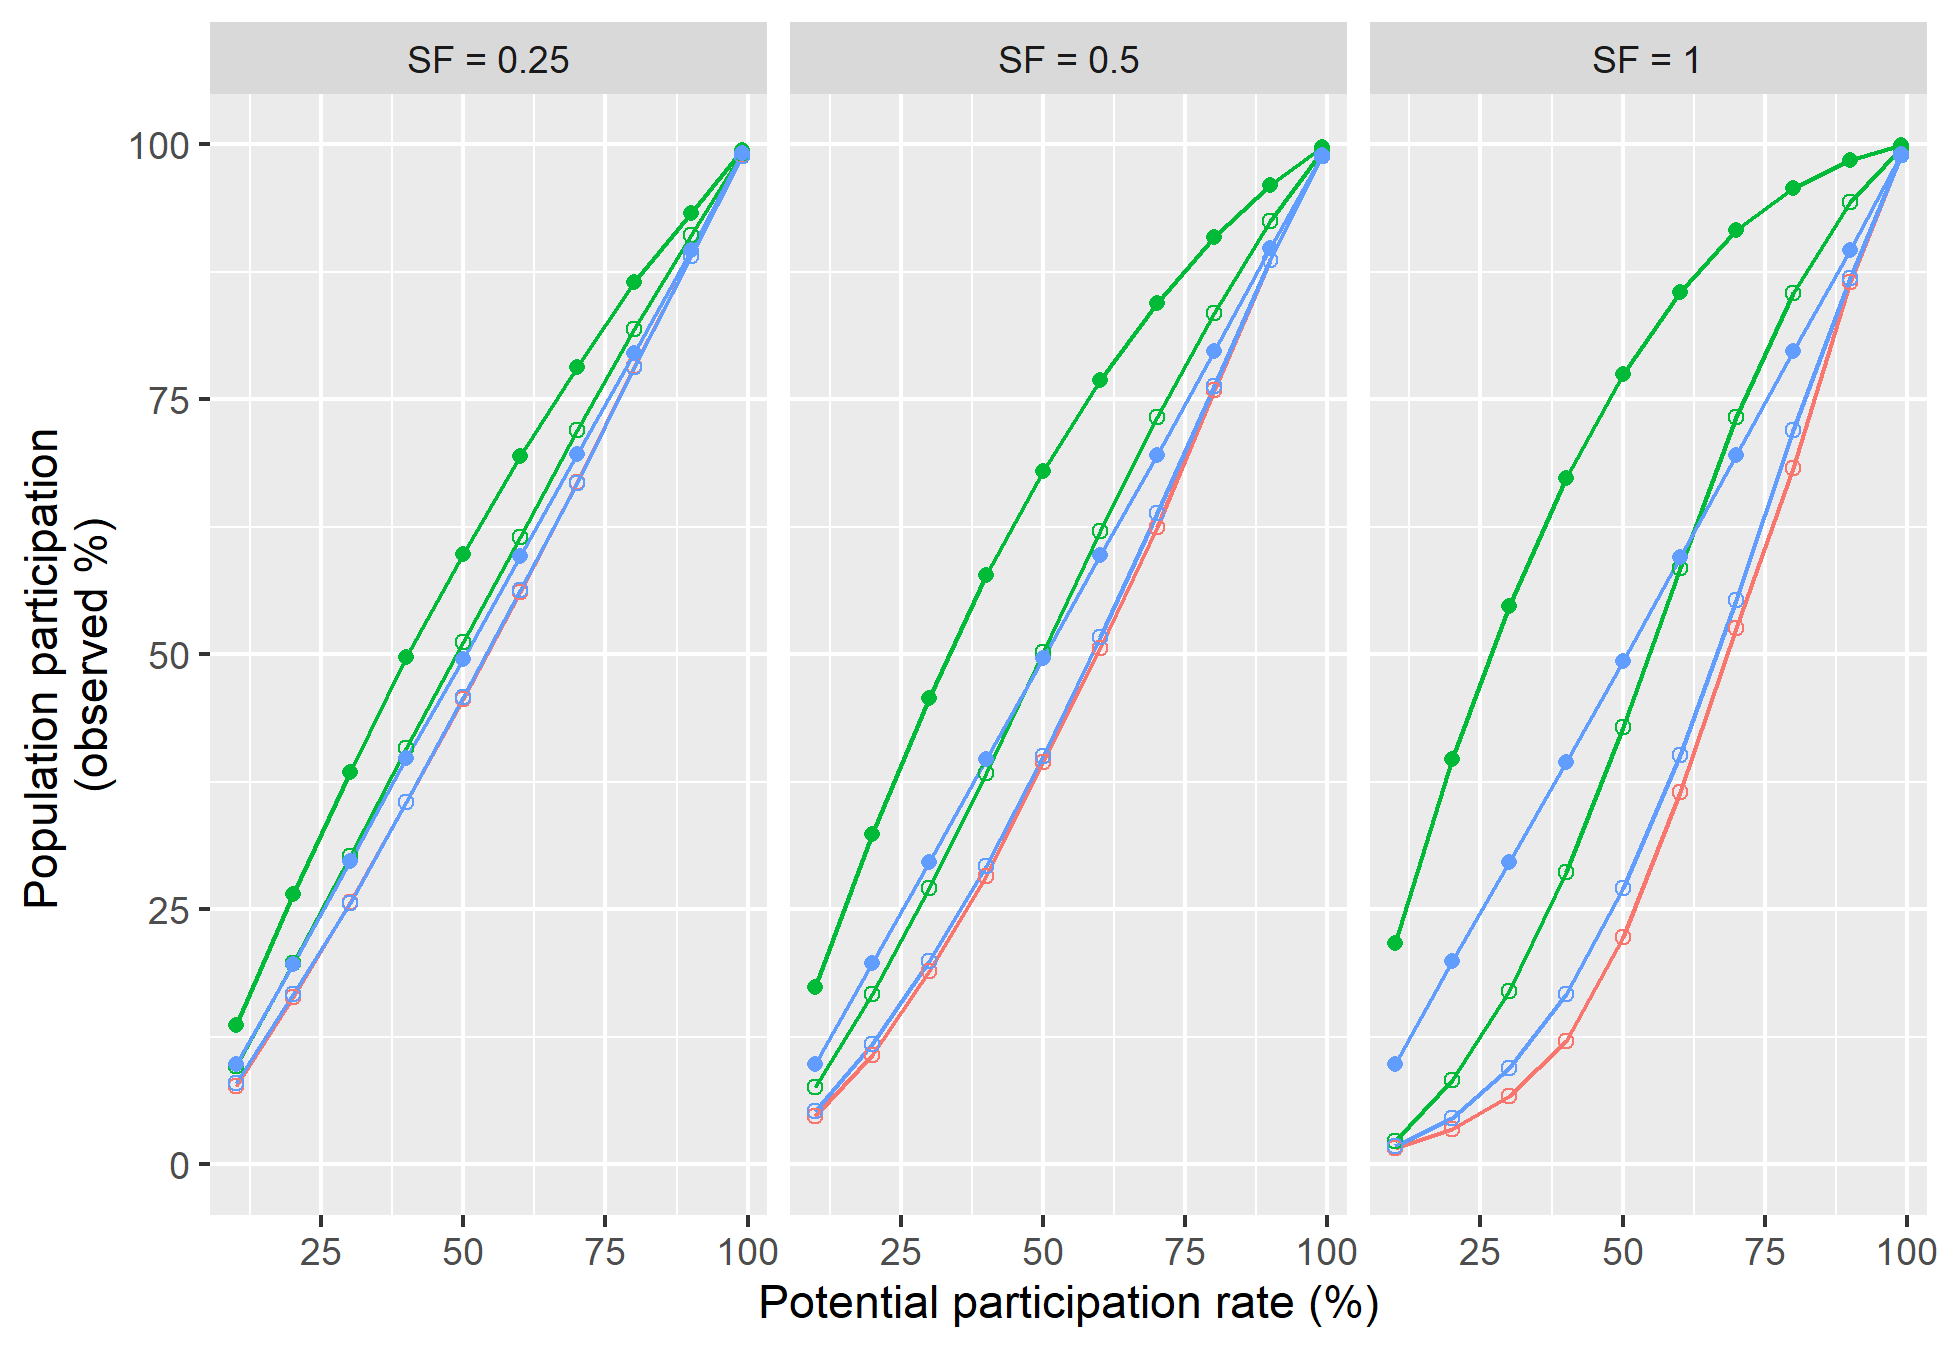 SF = 0.25
SF = 0.5
SF = 1
Population participation
(observed %)
100
75
50
25
0
25 50 75 100
25 50 75 100
25 50 75 100
Potential participation rate (%)